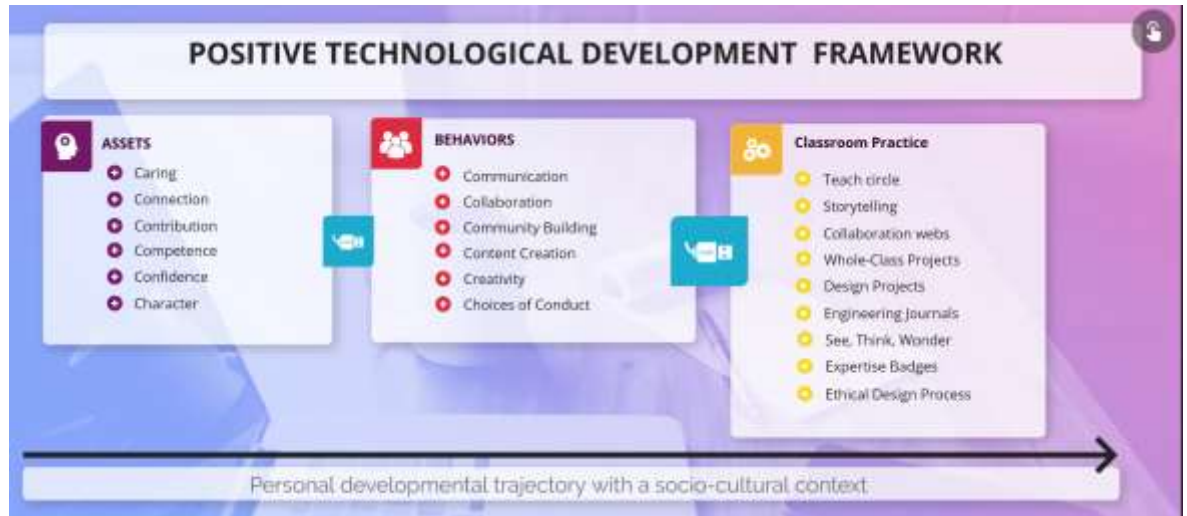 POSITIVE TECHNOLOGICAL DEVELOPMENT FRAMEWORK
ASSETS
Caring
Connection
Contribution
Competence
Confidence
Character
BEHAVIORS
Communication
Collaboration
Community Building
Content Creation
Creativity
Choices of Conduct
Classroom Practice
Teach circle
Storytelling
Collaboration webs
Whole-Class Projects
Design Projects
Engineering Journals
See, Think, Wonder
Expertise Badges
Ethical Design Process
Personal developmental trajectory with a socio-cultural context